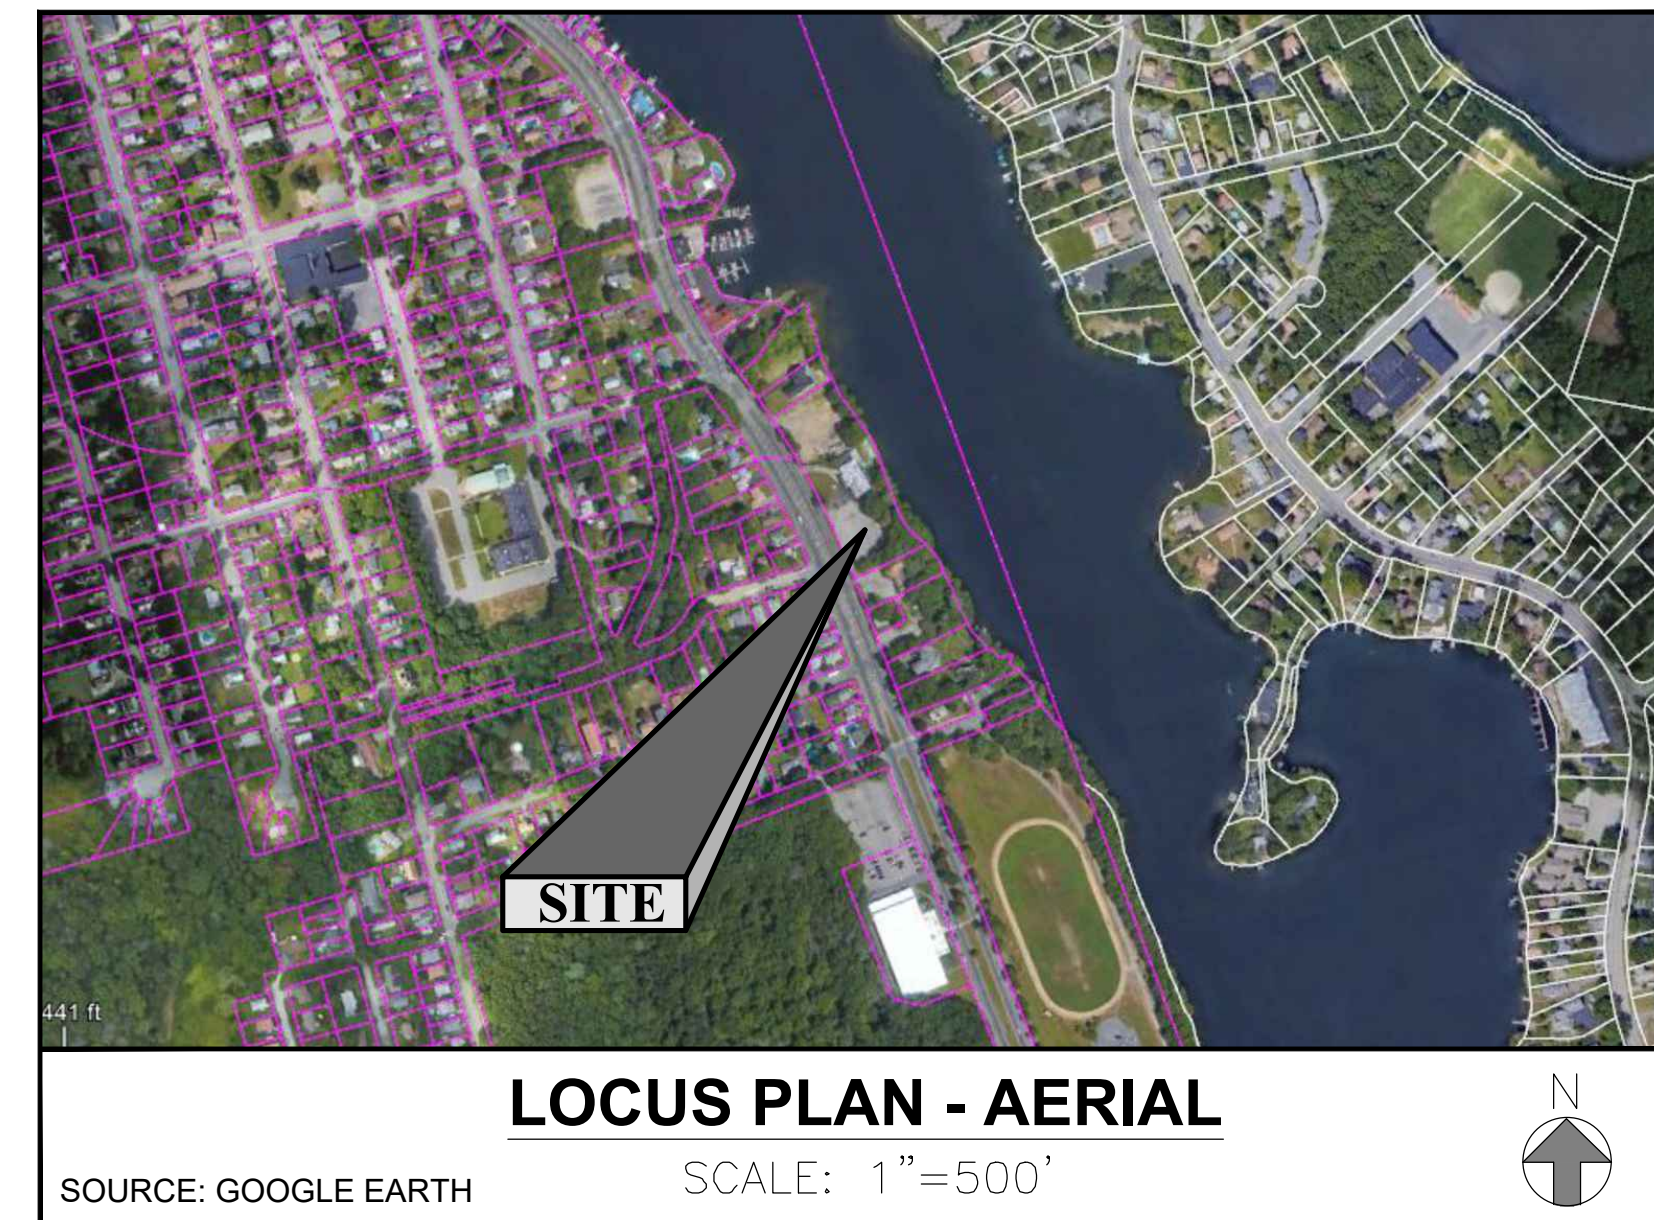 SITE
441 ft
LOCUS PLAN - AERIAL
N
SCALE: 1”=500’
SOURCE: GOOGLE EARTH